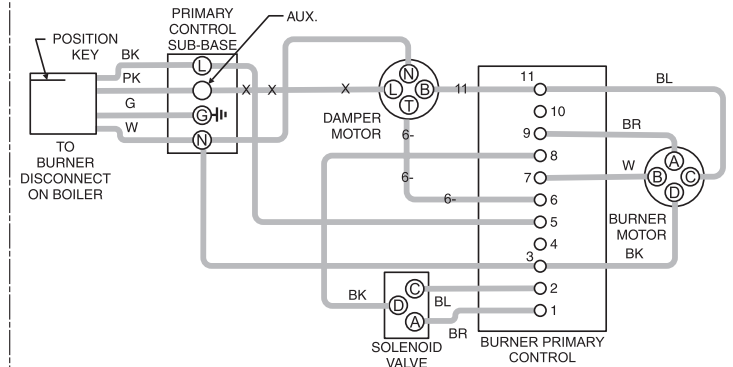 PRIMARY
CONTROL
SUB-BASE
AUX.
POSITION
KEY
BK
PK
G
W
L
G
N
X X X
TO
BURNER
DISCONNECT
ON BOILER
N
L B
T
DAMPER
MOTOR
11
6-
6-
6-
11
10
9
8
7
6
5
4
3
2
1
BL
BR
W
A
B C
D
BURNER
MOTOR
BK
BK
C
D
A
BL
BR
SOLENOID
VALVE
BURNER PRIMARY
CONTROL